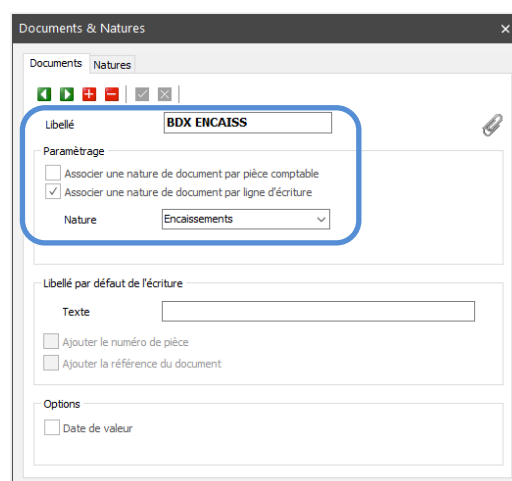 Documents & Natures
Documents Natures
Libellé BDX ENCAISS
Paramètrage
Associer une nature de document par pièce comptable
Associer une nature de document par ligne d'écriture
Nature Encaissements
Libellé par défaut de l'écriture
Texte
Ajouter le numéro de pièce
Ajouter la référence du document
Options
Date de valeur